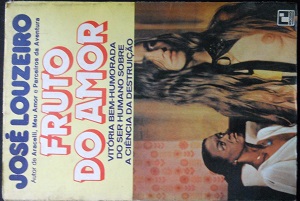 JOSÉ LOUZEIRO
Autor de Aracelli, Meu Amor e Parceiros da Aventura
FRUTO
DO AMOR
VITÓRIA BEM-HUMORADA
DO SER HUMANO SOBRE
A CIÊNCIA DA DESTRUIÇÃO